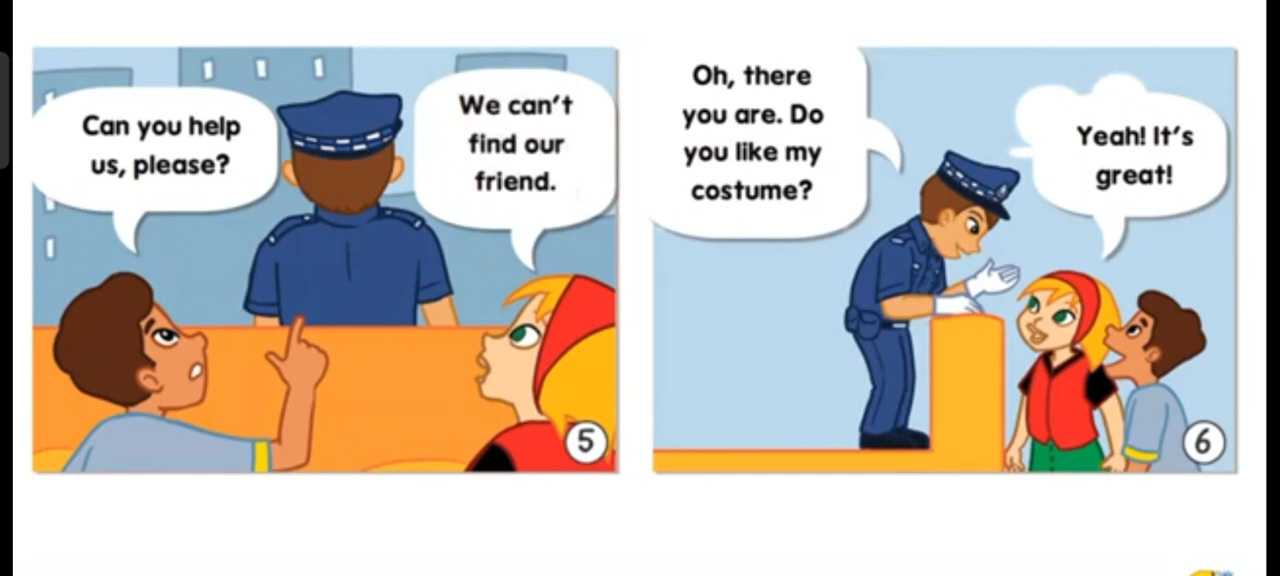 Can you help
us, please?
We can't
find our
friend.
5
Oh, there
you are. Do
you like my
costume?
Yeah! It's
great!
6